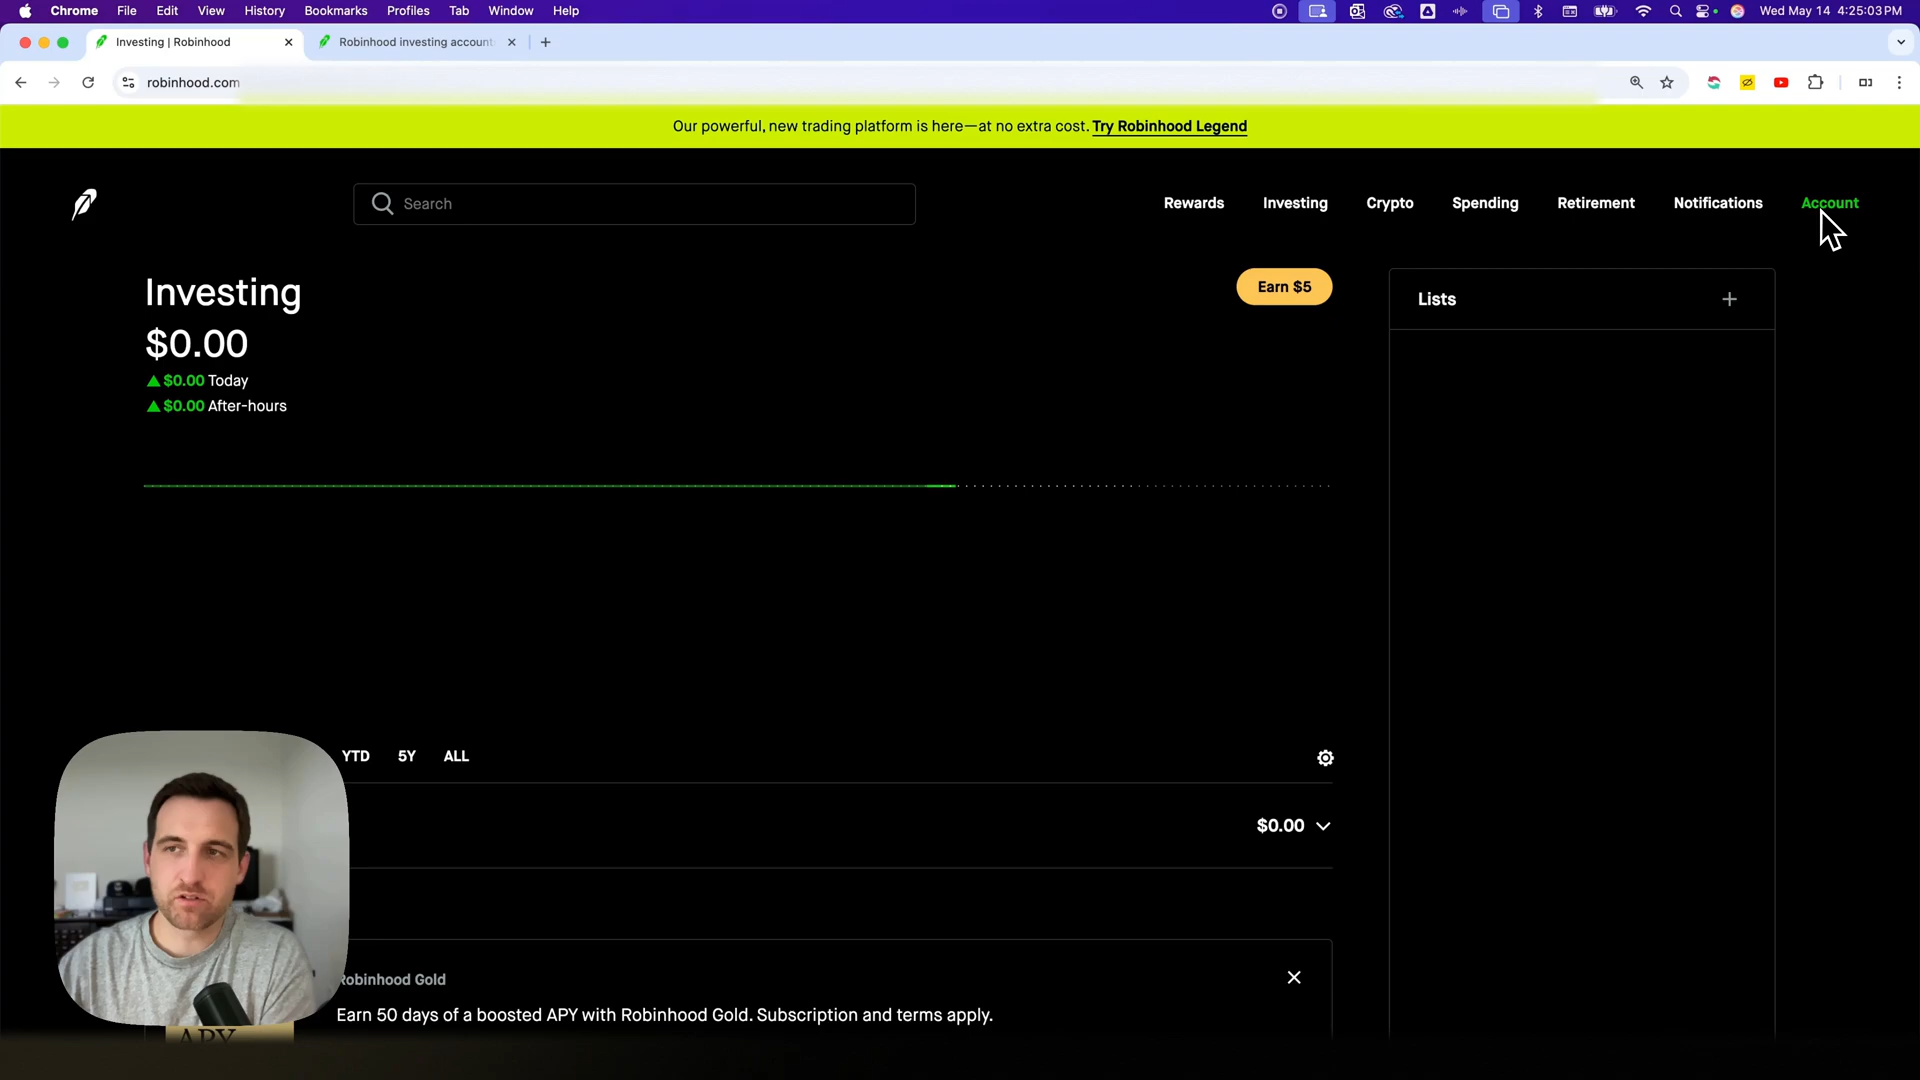 Chrome File Edit View History Bookmarks Profiles Tab Window Help Wed May 14 4:25:03 PM
Investing | Robinhood Robinhood investing account
robinhood.com
Our powerful, new trading platform is here—at no extra cost. Try Robinhood Legend
Search Rewards Investing Crypto Spending Retirement Notifications Account
Investing Earn $5 Lists
$0.00
$0.00 Today
$0.00 After-hours
YTD 5Y ALL
$0.00
Robinhood Gold
Earn 50 days of a boosted APY with Robinhood Gold. Subscription and terms apply.
APY